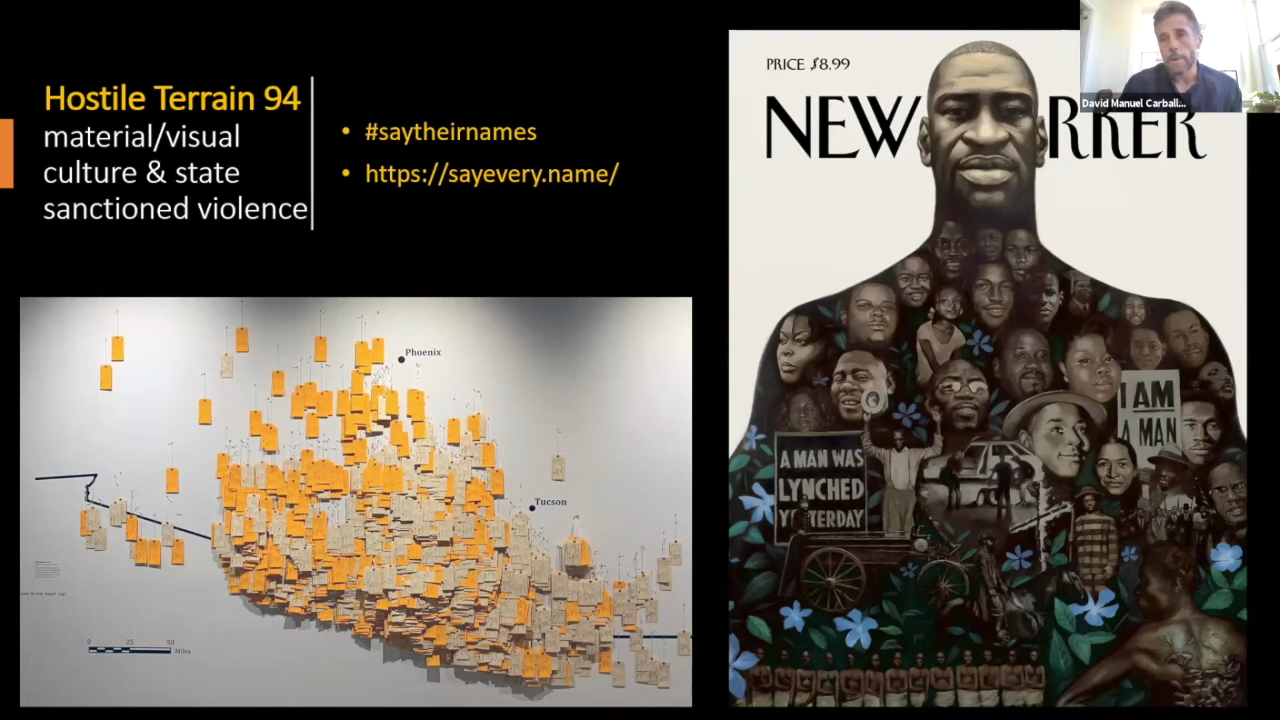 Hostile Terrain 94
material/visual
culture & state
sanctioned violence
• #saytheirnames
• https://sayevery.name/
Phoenix
Tucson
0 25 50
Miles
PRICE $8.99
NEW RKER
David Manuel Carball...
I AM
A MAN
A MAN WAS
LYNCHED
YESTERDAY